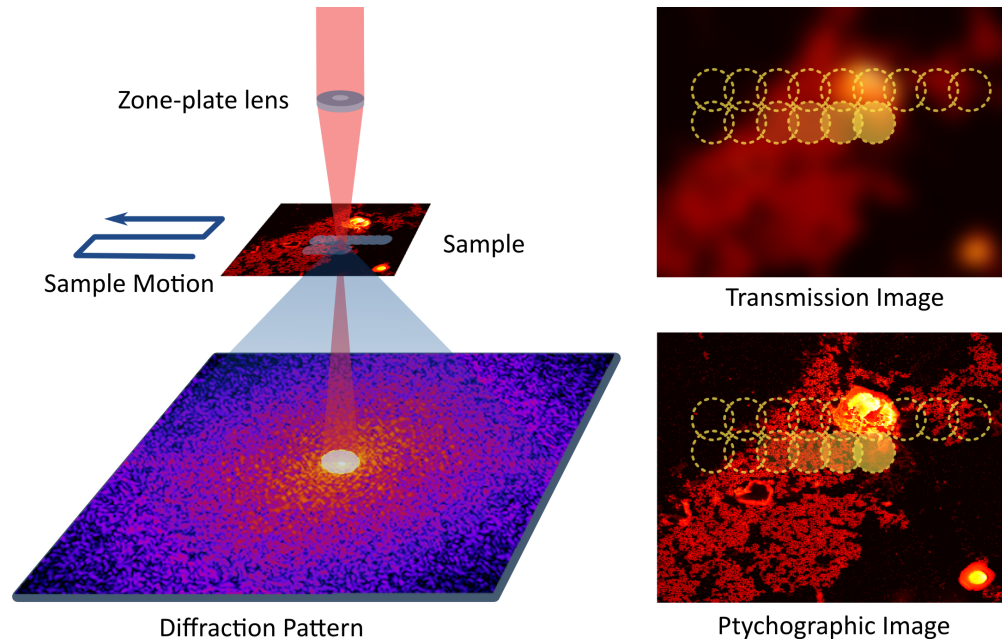 Zone-plate lens
Sample
Sample Motion
Diffraction Pattern
Transmission Image
Ptychographic Image